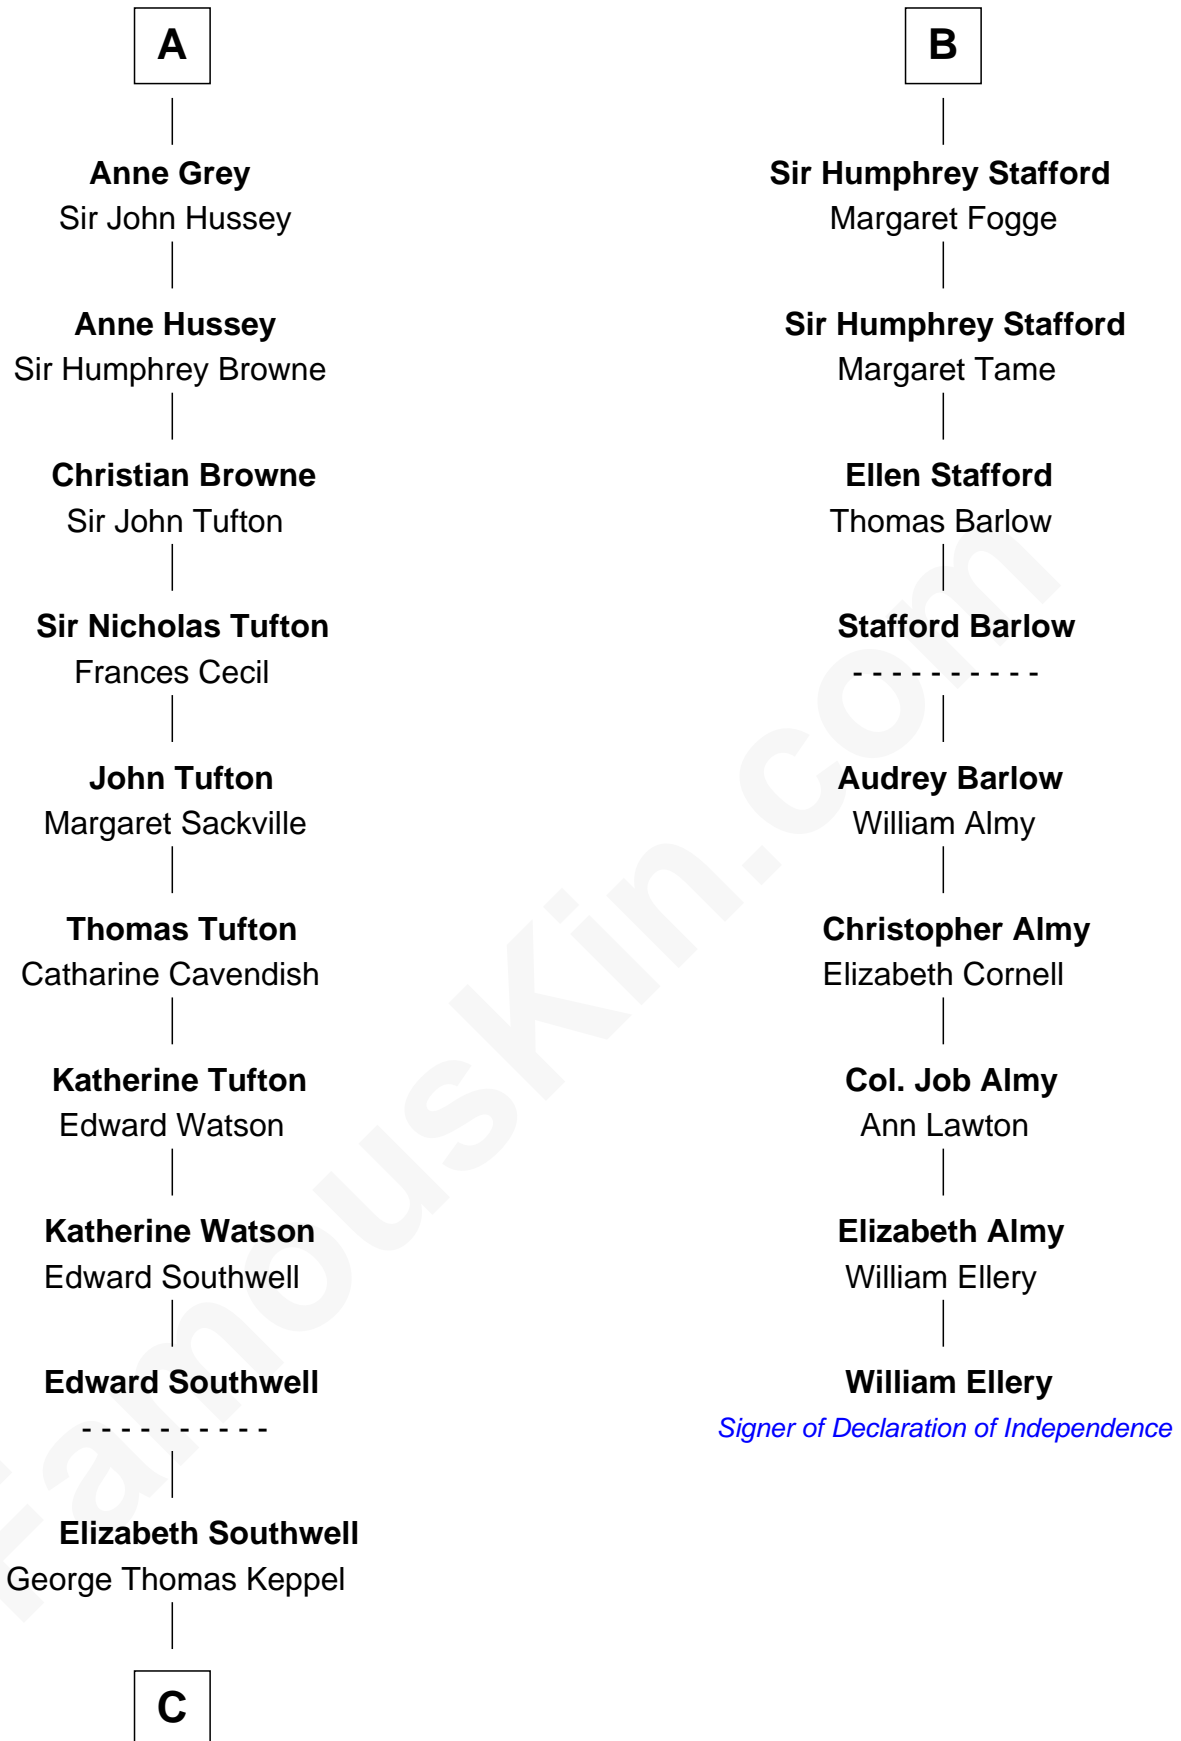 A
Anne Grey
Sir John Hussey
Anne Hussey
Sir Humphrey Browne
Christian Browne
Sir John Tufton
Sir Nicholas Tufton
Frances Cecil
John Tufton
Margaret Sackville
Thomas Tufton
Catharine Cavendish
Katherine Tufton
Edward Watson
Katherine Watson
Edward Southwell
Edward Southwell
- - - - - - - - - -
Elizabeth Southwell
George Thomas Keppel
C
B
Sir Humphrey Stafford
Margaret Fogge
Sir Humphrey Stafford
Margaret Tame
Ellen Stafford
Thomas Barlow
Stafford Barlow
- - - - - - - - - -
Audrey Barlow
William Almy
Christopher Almy
Elizabeth Cornell
Col. Job Almy
Ann Lawton
Elizabeth Almy
William Ellery
William Ellery
Signer of Declaration of Independence
FamousKin.com